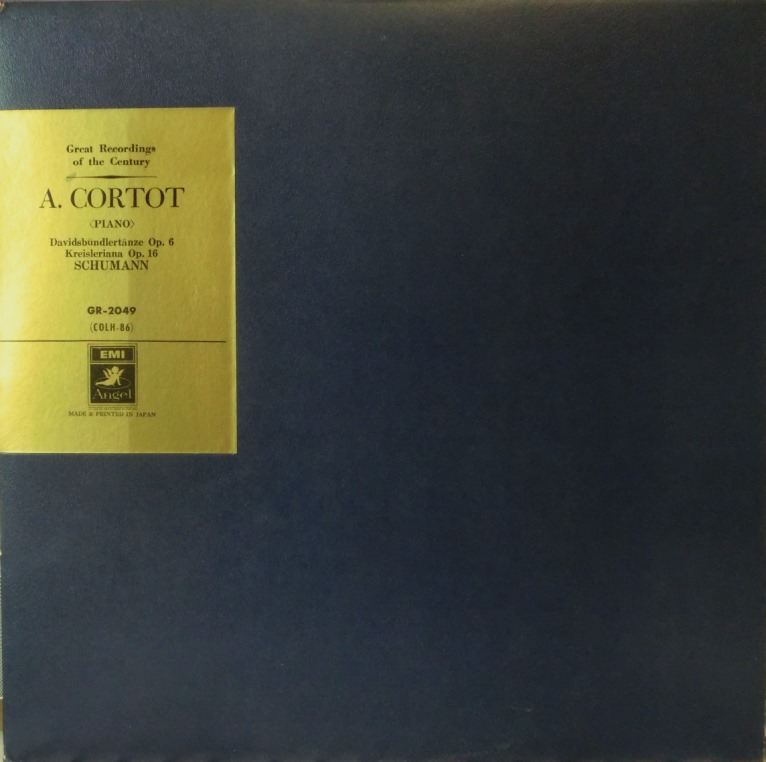 Great Recordings
of the Century
A. CORTOT
〈PIANO〉
Davidsbündlertänze Op. 6
Kreisleriana Op. 16
SCHUMANN
GR-2049
(COLH-86)
EMI
Angel
MADE & PRINTED IN JAPAN